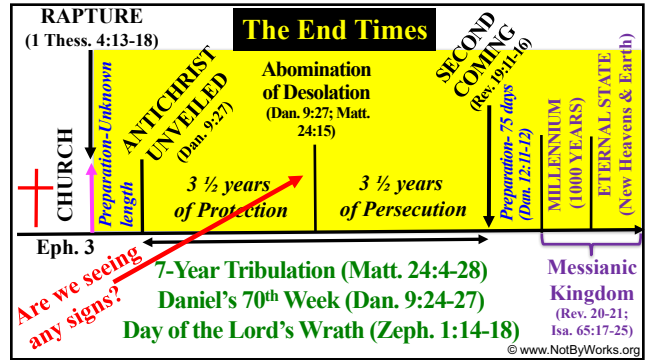 RAPTURE
(1 Thess. 4:13-18)
The End Times
CHURCH
Eph. 3
Preparation-Unknown
length
ANTICHRIST
UNVEILED
(Dan. 9:27)
3 ½ years
of Protection
Abomination
of Desolation
(Dan. 9:27; Matt.
24:15)
3 ½ years
of Persecution
SECOND
COMING
(Rev. 19:11-16)
Preparation- 75 days
(Dan. 12:11-12)
MILLENNIUM
(1000 YEARS)
ETERNAL STATE
(New Heavens & Earth)
Are we seeing
any signs?
7-Year Tribulation (Matt. 24:4-28)
Daniel's 70th Week (Dan. 9:24-27)
Day of the Lord's Wrath (Zeph. 1:14-18)
Messianic
Kingdom
(Rev. 20-21;
Isa. 65:17-25)
© www.NotByWorks.org